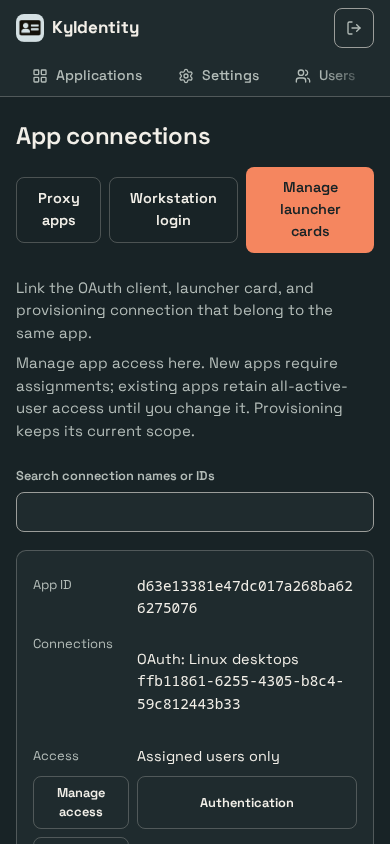 Kyldentity
Applications
Settings
Users
App connections
Proxy
apps
Workstation
login
Manage
launcher
cards
Link the OAuth client, launcher card, and
provisioning connection that belong to the
same app.
Manage app access here. New apps require
assignments; existing apps retain all-active-
user access until you change it. Provisioning
keeps its current scope.
Search connection names or IDs
App ID
d63e13381e47dc017a268ba62
6275076
Connections
OAuth: Linux desktops
ffb11861-6255-4305-b8c4-
59c812443b33
Access
Assigned users only
Manage
access
Authentication